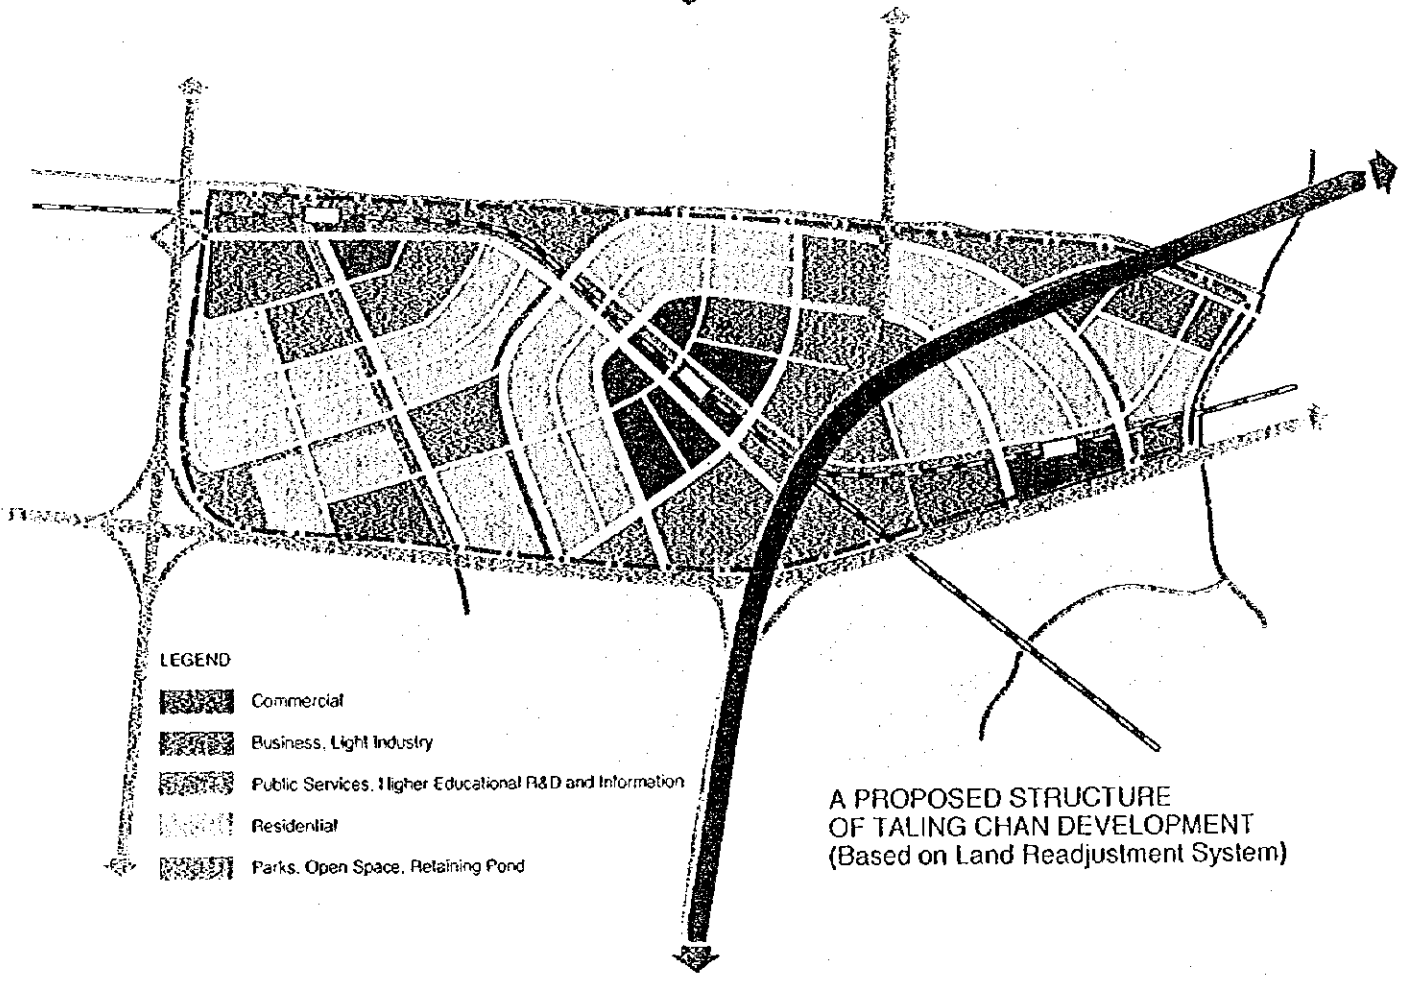 LEGEND
Commercial
Business, Light Industry
Public Services, Higher Educational R&D and Information
Residential
Parks, Open Space, Retaining Pond
A PROPOSED STRUCTURE
OF TALING CHAN DEVELOPMENT
(Based on Land Readjustment System)